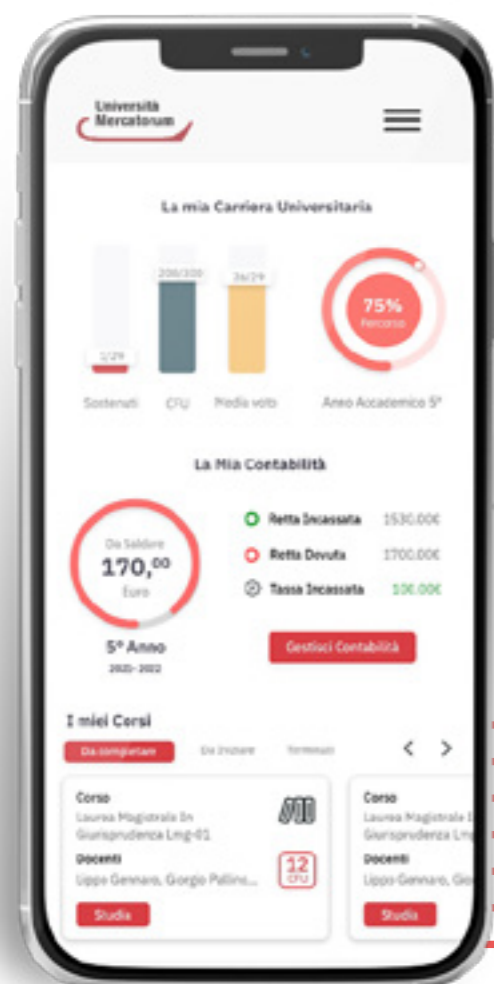 Università
Mercatorum
La mia Carriera Universitaria
1/29
200/300
26/29
75%
Percorso
Sostenuti
CFU
Media voto
Anno Accademico 5°
La Mia Contabilità
Da Saldare
170,00
Euro
5° Anno
2021-2022
Retta Incassata 1530.00€
Retta Dovuta 1700.00€
Tassa Incassata 100.00€
Gestisci Contabilità
I miei Corsi
Da completare
Da Iniziare
Terminati
Corso
Laurea Magistrale In
Giurisprudenza Lmg-01
Docenti
Lippo Gennaro, Giorgio
12
CFU
Studia
Corso
Laurea Magistrale
Giurisprudenza Lmg
Docenti
Lippo Gennaro,
Studia